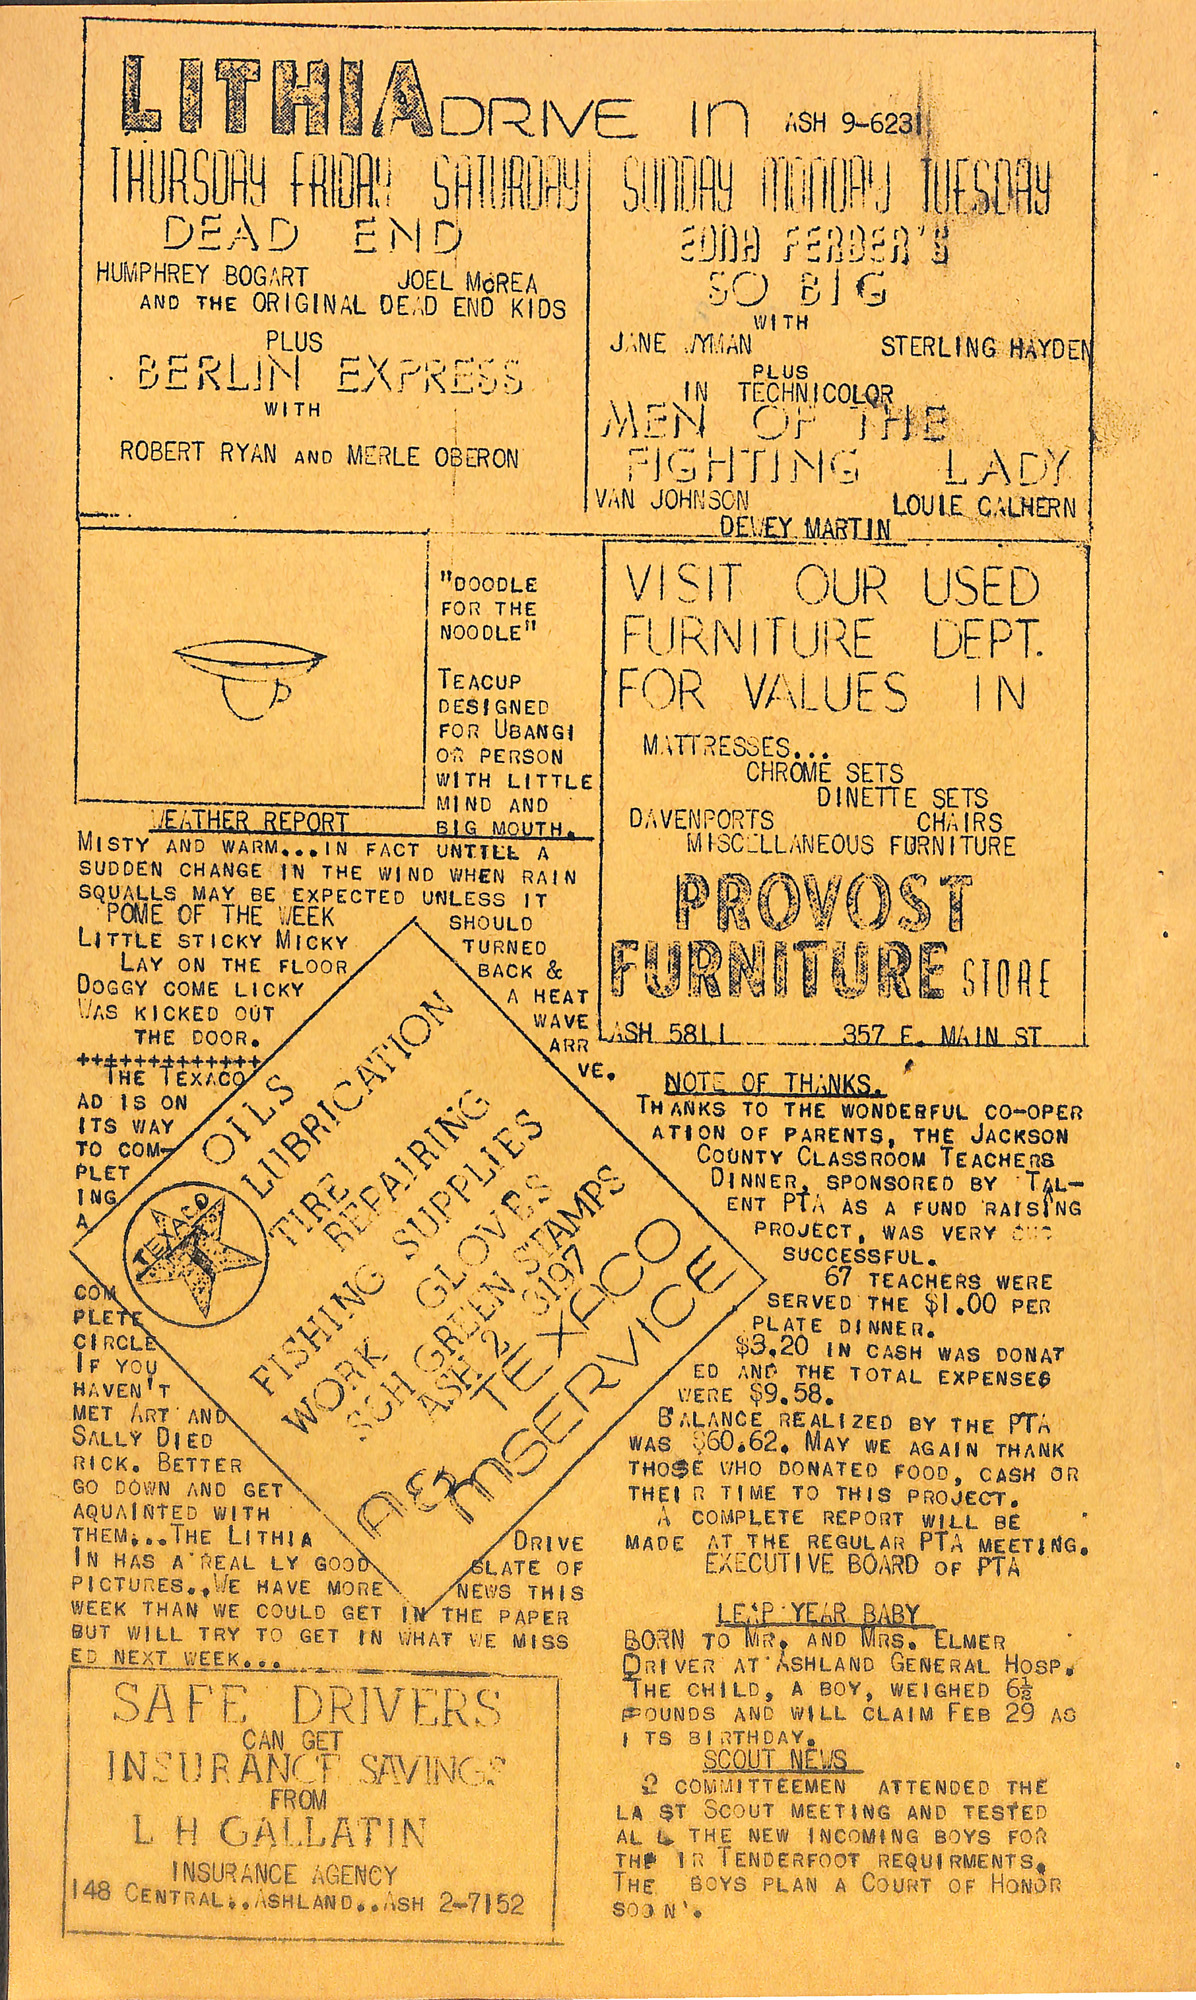 LITHIA DRIVE IN ASH 9-6231
THURSDAY FRIDAY SATURDAY
DEAD END
HUMPHREY BOGART JOEL McREA
AND THE ORIGINAL DEAD END KIDS
PLUS
BERLIN EXPRESS
WITH
ROBERT RYAN AND MERLE OBERON
SUNDAY MONDAY TUESDAY
EDNA FERBER'S
SO BIG
WITH
JANE WYMAN STERLING HAYDEN
PLUS
IN TECHNICOLOR
MEN OF THE
FIGHTING LADY
VAN JOHNSON LOUIE CALHERN
DEWEY MARTIN
"DOODLE
FOR THE
NOODLE"
TEACUP
DESIGNED
FOR UBANGI
OR PERSON
WITH LITTLE
MIND AND
BIG MOUTH.
WEATHER REPORT
MISTY AND WARM...IN FACT UNTILL A
SUDDEN CHANGE IN THE WIND WHEN RAIN
SQUALLS MAY BE EXPECTED UNLESS IT
SHOULD
TURNED
BACK &
A HEAT
WAVE
ARR
VE.
POME OF THE WEEK
LITTLE STICKY MICKY
LAY ON THE FLOOR
DOGGY COME LICKY
WAS KICKED OUT
THE DOOR.
+++++++++++++
THE TEXACO
AD IS ON
ITS WAY
TO COM-
PLET
ING
A
COM
PLETE
CIRCLE
IF YOU
HAVEN'T
MET ART AND
SALLY DIED
RICK. BETTER
GO DOWN AND GET
AQUAINTED WITH
THEM...THE LITHIA DRIVE
IN HAS A REAL LY GOOD SLATE OF
PICTURES..WE HAVE MORE NEWS THIS
WEEK THAN WE COULD GET IN THE PAPER
BUT WILL TRY TO GET IN WHAT WE MISS
ED NEXT WEEK...
OILS
LUBRICATION
TEXACO
T
TIRE
REPAIRING
FISHING SUPPLIES
WORK GLOVES
S&H GREEN STAMPS
ASH 2 3197
A&M TEXACO
SERVICE
SAFE DRIVERS
CAN GET
INSURANCE SAVINGS
FROM
L H GALLATIN
INSURANCE AGENCY
148 CENTRAL..ASHLAND..ASH 2-7152
VISIT OUR USED
FURNITURE DEPT.
FOR VALUES IN
MATTRESSES...
CHROME SETS
DINETTE SETS
DAVENPORTS CHAIRS
MISCELLANEOUS FURNITURE
PROVOST
FURNITURE STORE
ASH 5811 357 E. MAIN ST
NOTE OF THANKS.
THANKS TO THE WONDERFUL CO-OPER
ATION OF PARENTS, THE JACKSON
COUNTY CLASSROOM TEACHERS
DINNER, SPONSORED BY TAL-
ENT PTA AS A FUND RAISING
PROJECT, WAS VERY
SUCCESSFUL.
67 TEACHERS WERE
SERVED THE $1.00 PER
PLATE DINNER.
$3.20 IN CASH WAS DONAT
ED AND THE TOTAL EXPENSES
WERE $9.58.
BALANCE REALIZED BY THE PTA
WAS $60.62. MAY WE AGAIN THANK
THOSE WHO DONATED FOOD, CASH OR
THEI R TIME TO THIS PROJECT.
A COMPLETE REPORT WILL BE
MADE AT THE REGULAR PTA MEETING.
EXECUTIVE BOARD OF PTA
LEAP YEAR BABY
BORN TO MR. AND MRS. ELMER
DRIVER AT ASHLAND GENERAL HOSP.
THE CHILD, A BOY, WEIGHED 6½
POUNDS AND WILL CLAIM FEB 29 AS
I TS BIRTHDAY.
SCOUT NEWS
2 COMMITTEEMEN ATTENDED THE
LA ST SCOUT MEETING AND TESTED
AL L THE NEW INCOMING BOYS FOR
THE IR TENDERFOOT REQUIRMENTS.
THE BOYS PLAN A COURT OF HONOR
SOO N'.